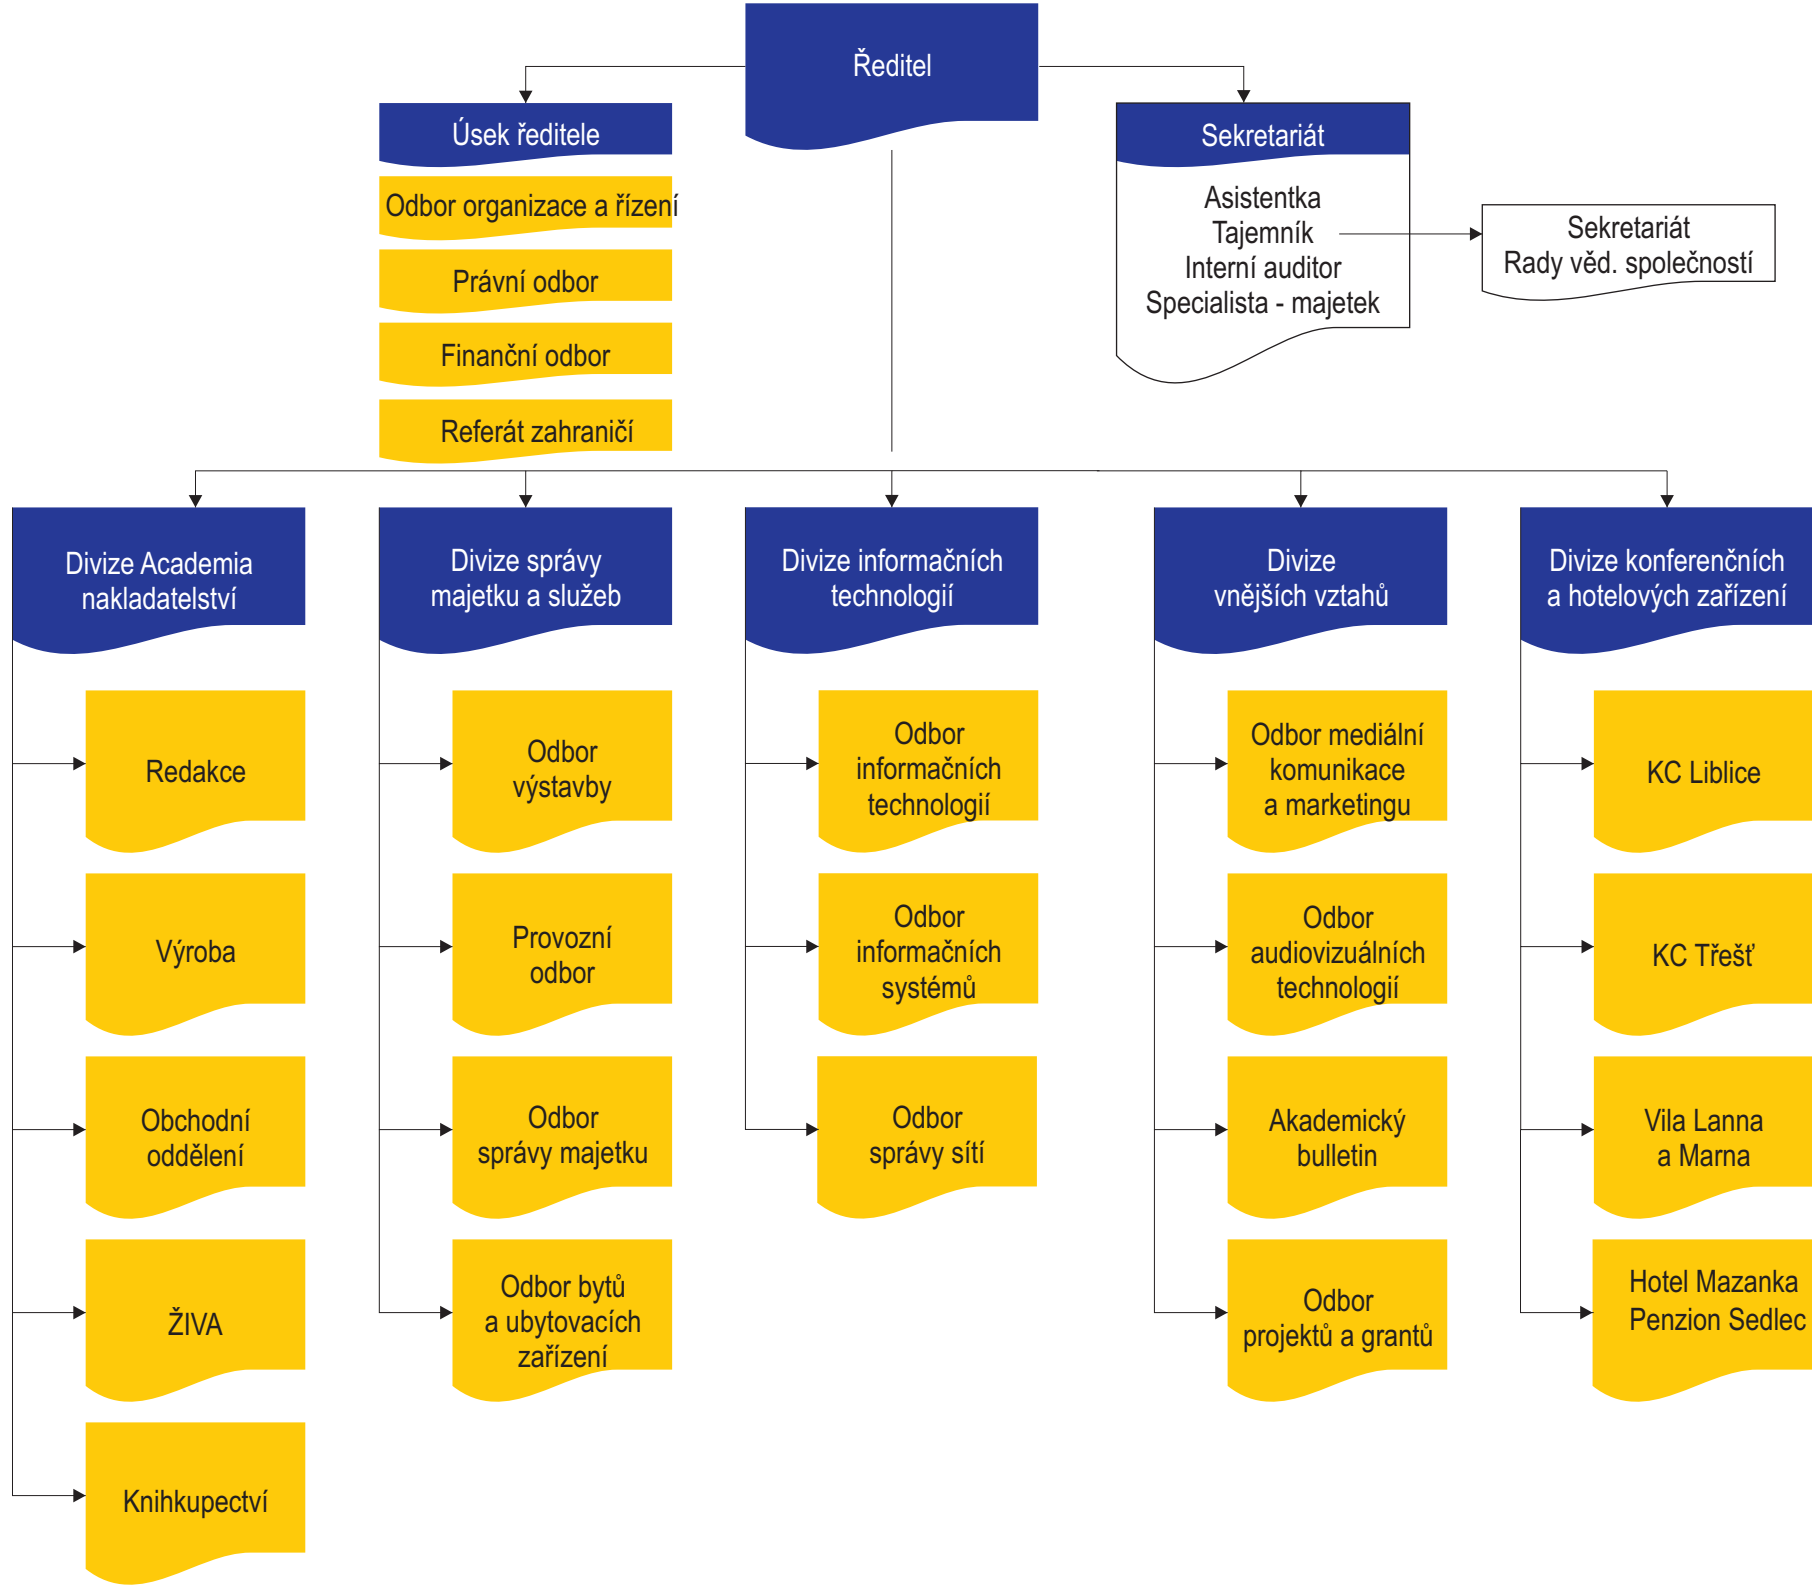 Ředitel
Úsek ředitele
Odbor organizace a řízení
Právní odbor
Finanční odbor
Referát zahraničí
Sekretariát
Asistentka
Tajemník
Interní auditor
Specialista - majetek
Sekretariát
Rady věd. společností
Divize Academia
nakladatelství
Redakce
Výroba
Obchodní
oddělení
ŽIVA
Knihkupectví
Divize správy
majetku a služeb
Odbor
výstavby
Provozní
odbor
Odbor
správy majetku
Odbor bytů
a ubytovacích
zařízení
Divize informačních
technologií
Odbor
informačních
technologií
Odbor
informačních
systémů
Odbor
správy sítí
Divize
vnějších vztahů
Odbor mediální
komunikace
a marketingu
Odbor
audiovizuálních
technologií
Akademický
bulletin
Odbor
projektů a grantů
Divize konferenčních
a hotelových zařízení
KC Liblice
KC Třešť
Vila Lanna
a Marna
Hotel Mazanka
Penzion Sedlec